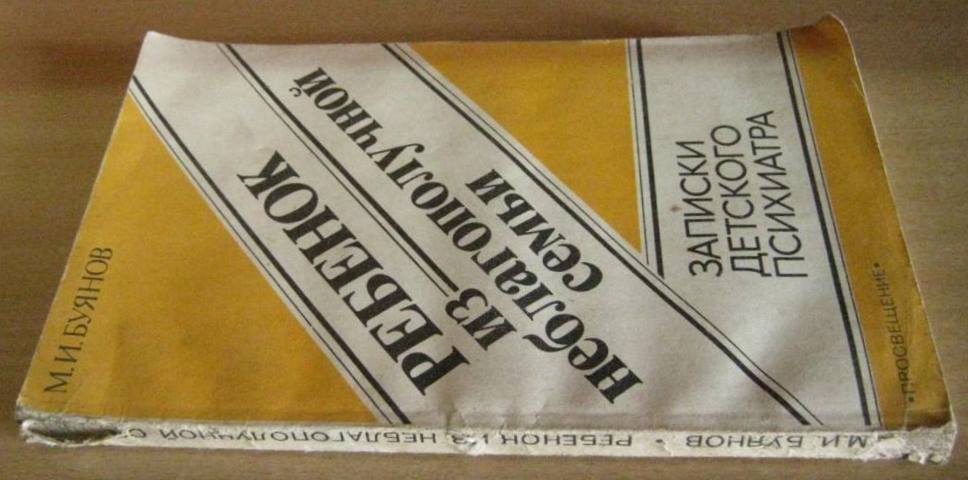 М.И.БУЯНОВ
РЕБЕНОК
ИЗ
неблагополучной
семьи
ЗАПИСКИ
ДЕТСКОГО
ПСИХИАТРА
•ПРОСВЕЩЕНИЕ•
М.И. БУЯНОВ • РЕБЕНОК ИЗ НЕБЛАГОПОЛУЧНОЙ С